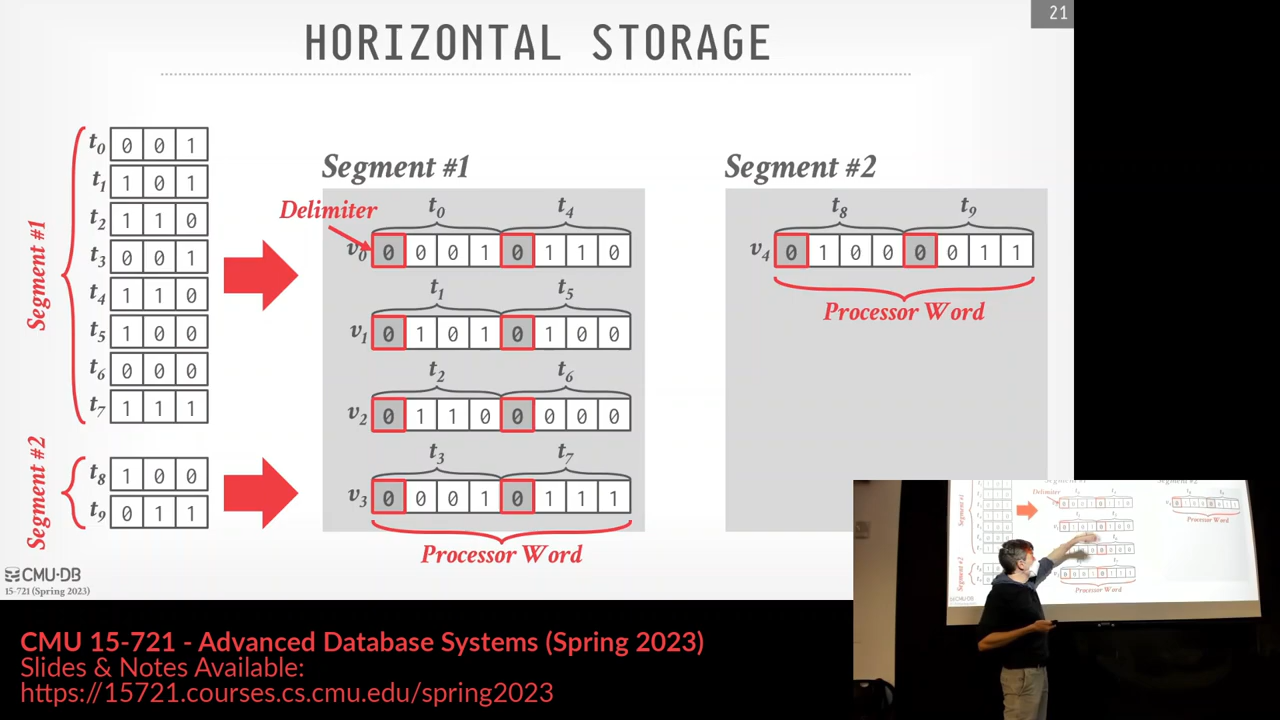 21
HORIZONTAL STORAGE
Segment #1
t0 0 0 1
t1 1 0 1
t2 1 1 0
t3 0 0 1
t4 1 1 0
t5 1 0 0
t6 0 0 0
t7 1 1 1
Segment #2
t8 1 0 0
t9 0 1 1
Segment #1
Delimiter
t0 t4
v0 0 0 0 1 0 1 1 0
t1 t5
v1 0 1 0 1 0 1 0 0
t2 t6
v2 0 1 1 0 0 0 0 0
t3 t7
v3 0 0 0 1 0 1 1 1
Processor Word
Segment #2
t8 t9
v4 0 1 0 0 0 0 1 1
Processor Word
CMU·DB
15-721 (Spring 2023)
Delimiter
Processor Word
Processor Word
CMU 15-721 - Advanced Database Systems (Spring 2023)
Slides & Notes Available:
https://15721.courses.cs.cmu.edu/spring2023